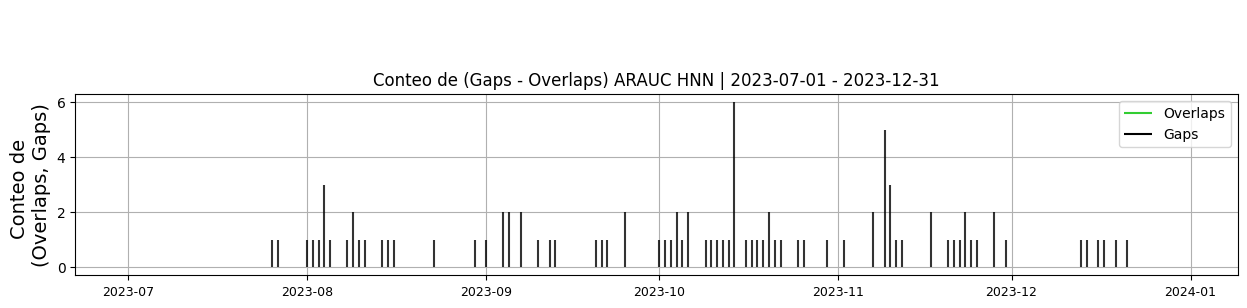 Conteo de (Gaps - Overlaps) ARAUC HNN | 2023-07-01 - 2023-12-31
Conteo de
(Overlaps, Gaps)
6
4
2
0
Overlaps
Gaps
2023-07
2023-08
2023-09
2023-10
2023-11
2023-12
2024-01